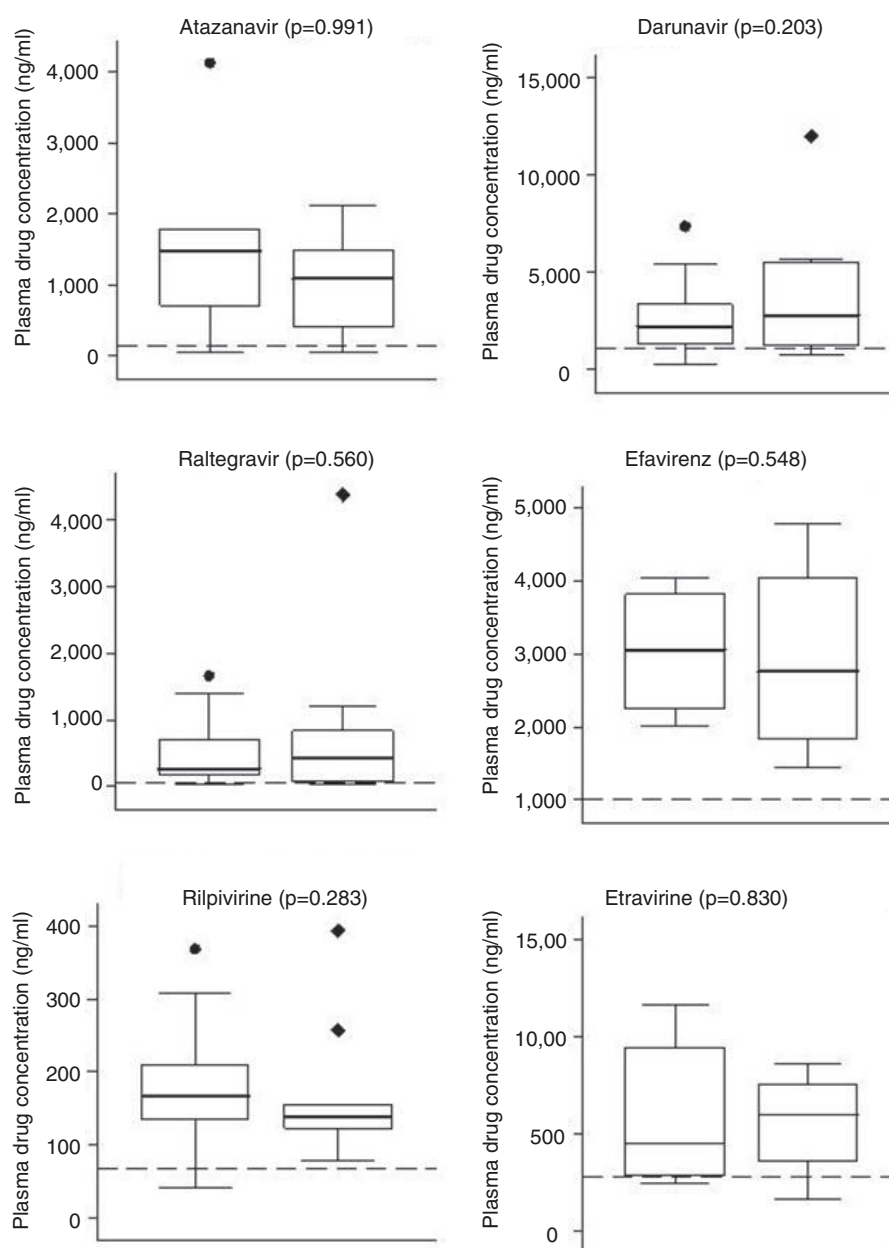 Atazanavir (p=0.991)
Plasma drug concentration (ng/ml)
4,000
3,000
2,000
1,000
0
Darunavir (p=0.203)
Plasma drug concentration (ng/ml)
15,000
10,000
5,000
0
Raltegravir (p=0.560)
Plasma drug concentration (ng/ml)
4,000
3,000
2,000
1,000
0
Efavirenz (p=0.548)
Plasma drug concentration (ng/ml)
5,000
4,000
3,000
2,000
1,000
Rilpivirine (p=0.283)
Plasma drug concentration (ng/ml)
400
300
200
100
0
Etravirine (p=0.830)
Plasma drug concentration (ng/ml)
15,00
10,00
500
0